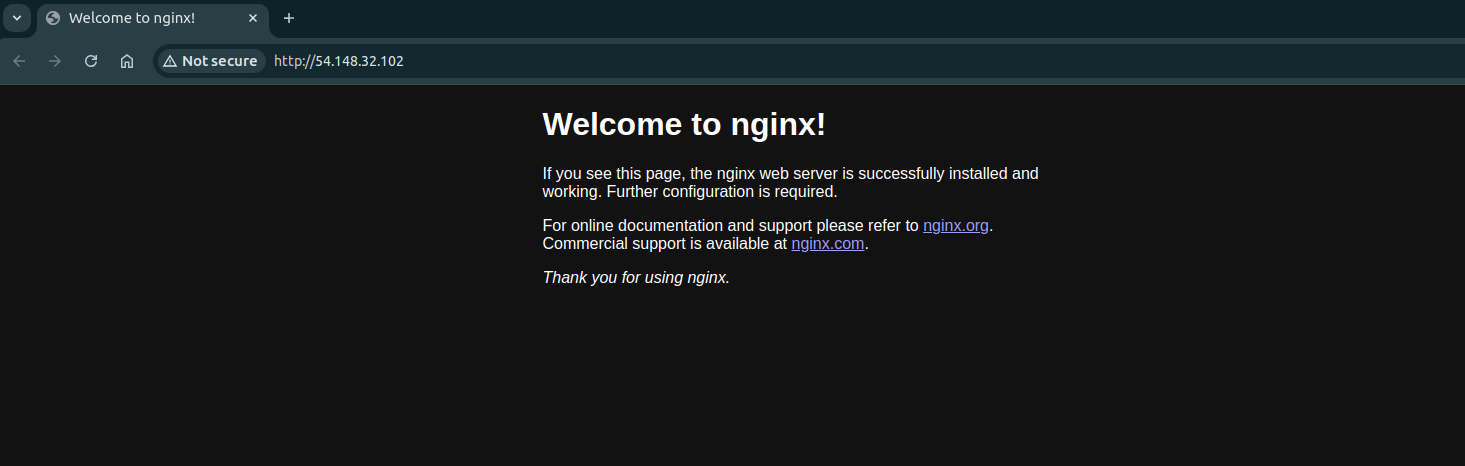 Welcome to nginx!
Not secure http://54.148.32.102
Welcome to nginx!
If you see this page, the nginx web server is successfully installed and
working. Further configuration is required.
For online documentation and support please refer to nginx.org.
Commercial support is available at nginx.com.
Thank you for using nginx.